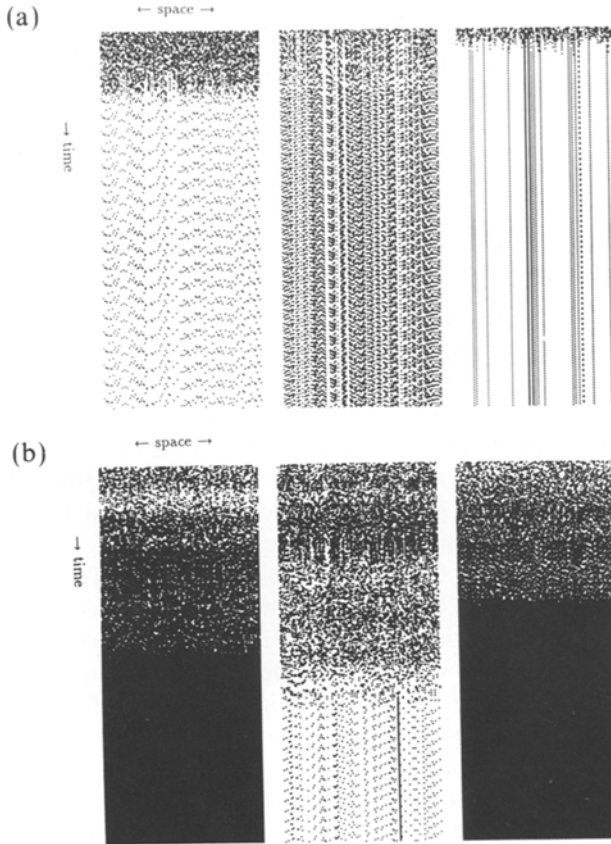 (a)
← space →
→ time
(b)
← space →
→ time